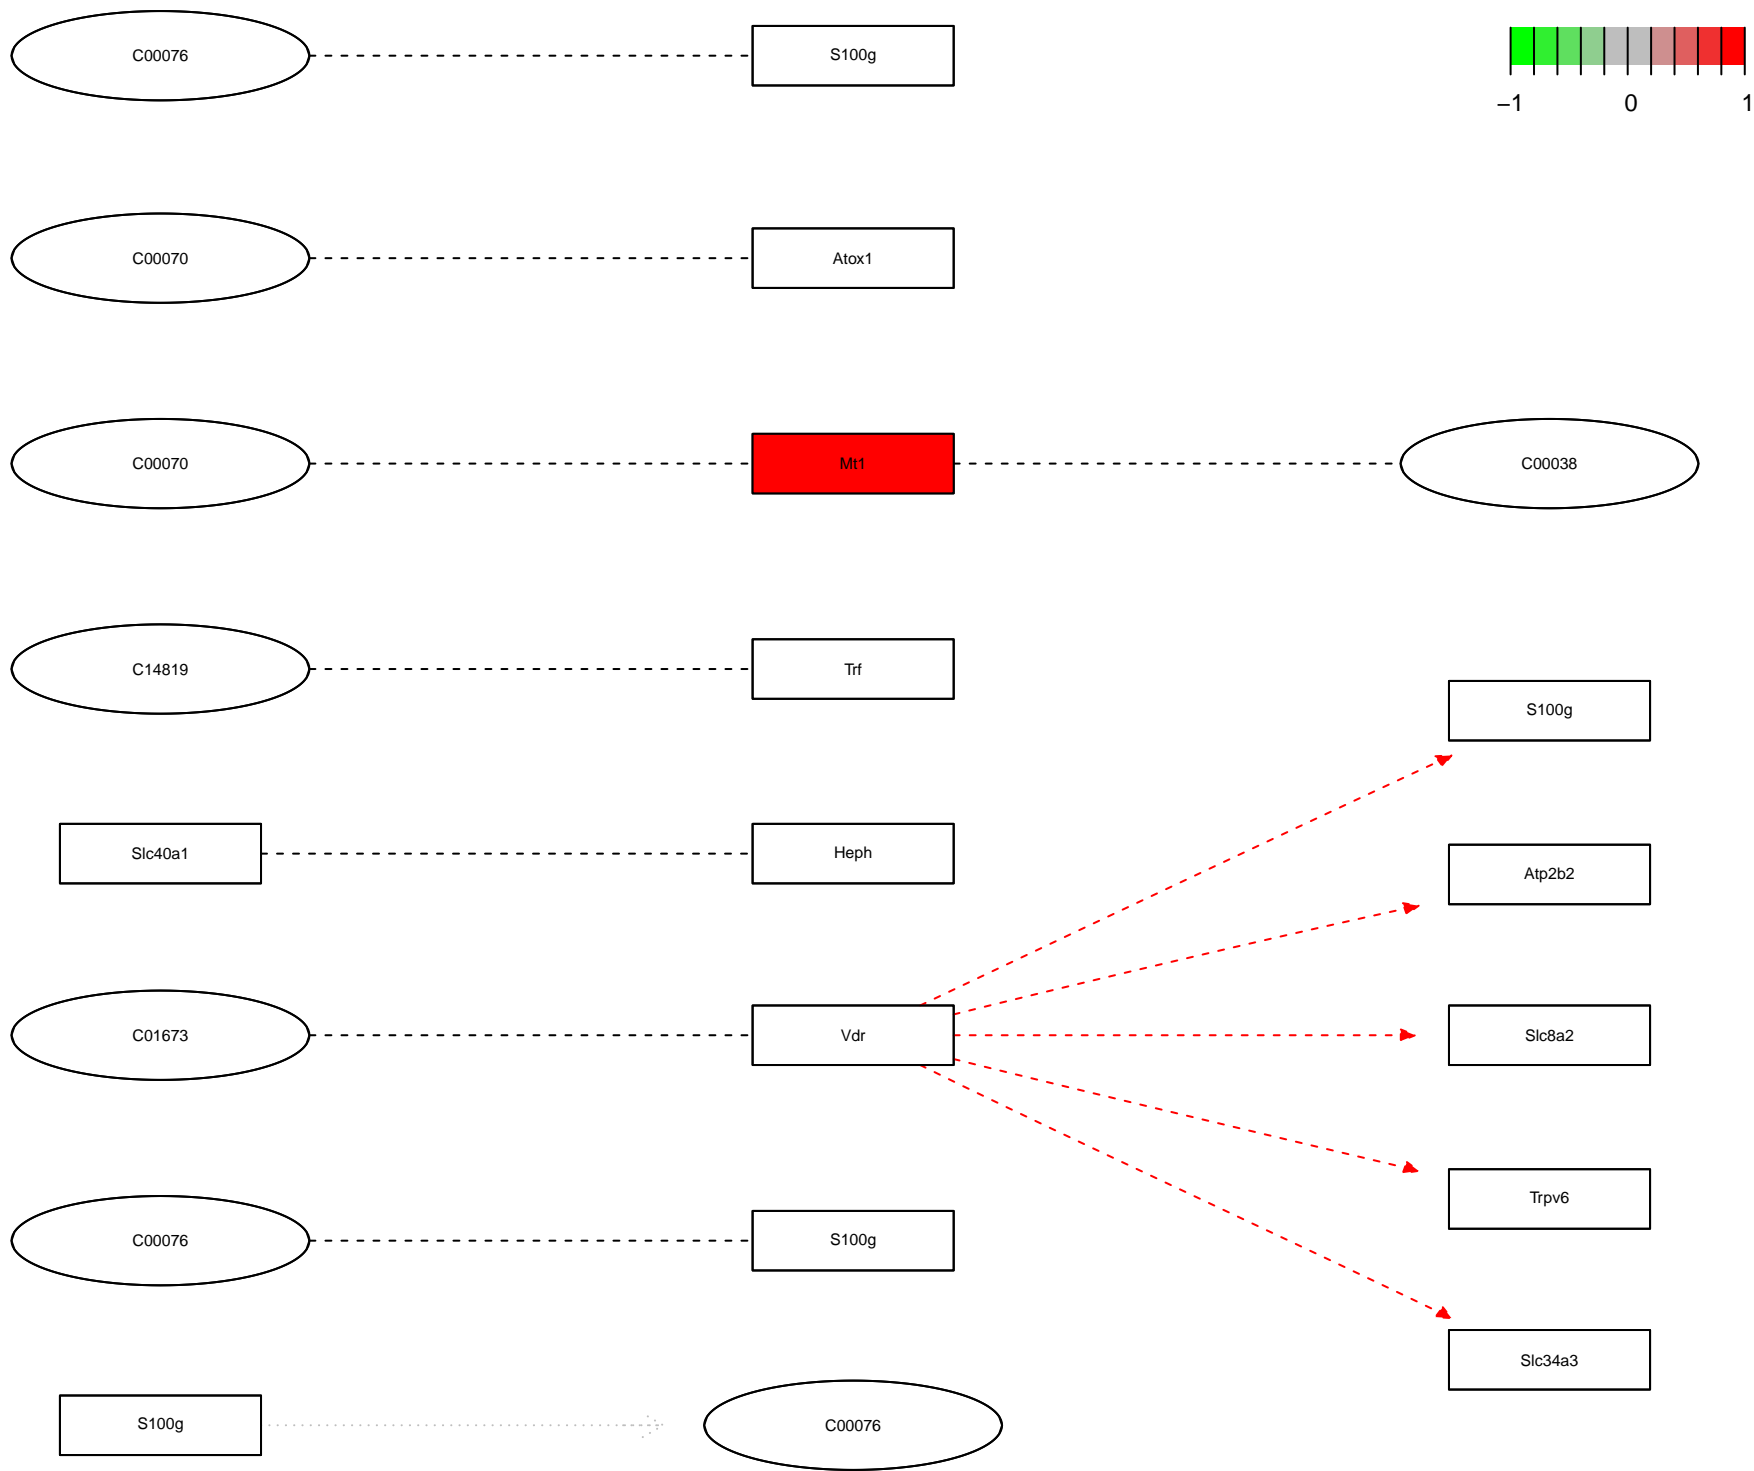 C00076 S100g
−1 0 1
C00070 Atox1
C00070 Mt1 C00038
C14819 Trf
S100g
Slc40a1 Heph
Atp2b2
C01673 Vdr Slc8a2
Trpv6
C00076 S100g
Slc34a3
S100g C00076